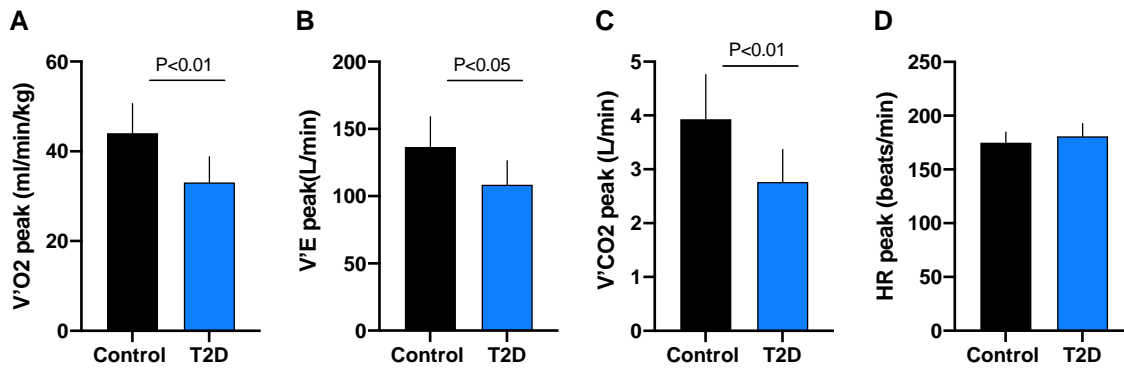 A
V'O2 peak (ml/min/kg)
60
40
20
0
P<0.01
Control T2D
B
V'E peak(L/min)
200
150
100
50
0
P<0.05
Control T2D
C
V'CO2 peak (L/min)
5
4
3
2
1
0
P<0.01
Control T2D
D
HR peak (beats/min)
250
200
150
100
50
0
Control T2D